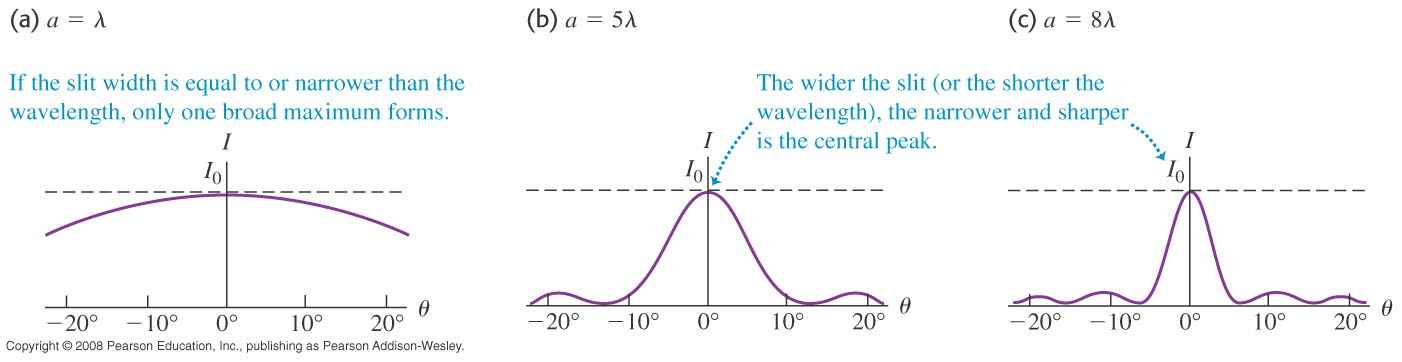 (a) a = λ
If the slit width is equal to or narrower than the
wavelength, only one broad maximum forms.
I
I₀
−20° −10° 0° 10° 20° θ
(b) a = 5λ
The wider the slit (or the shorter the
wavelength), the narrower and sharper
is the central peak.
I
I₀
−20° −10° 0° 10° 20° θ
(c) a = 8λ
I
I₀
−20° −10° 0° 10° 20° θ
Copyright © 2008 Pearson Education, Inc., publishing as Pearson Addison-Wesley.